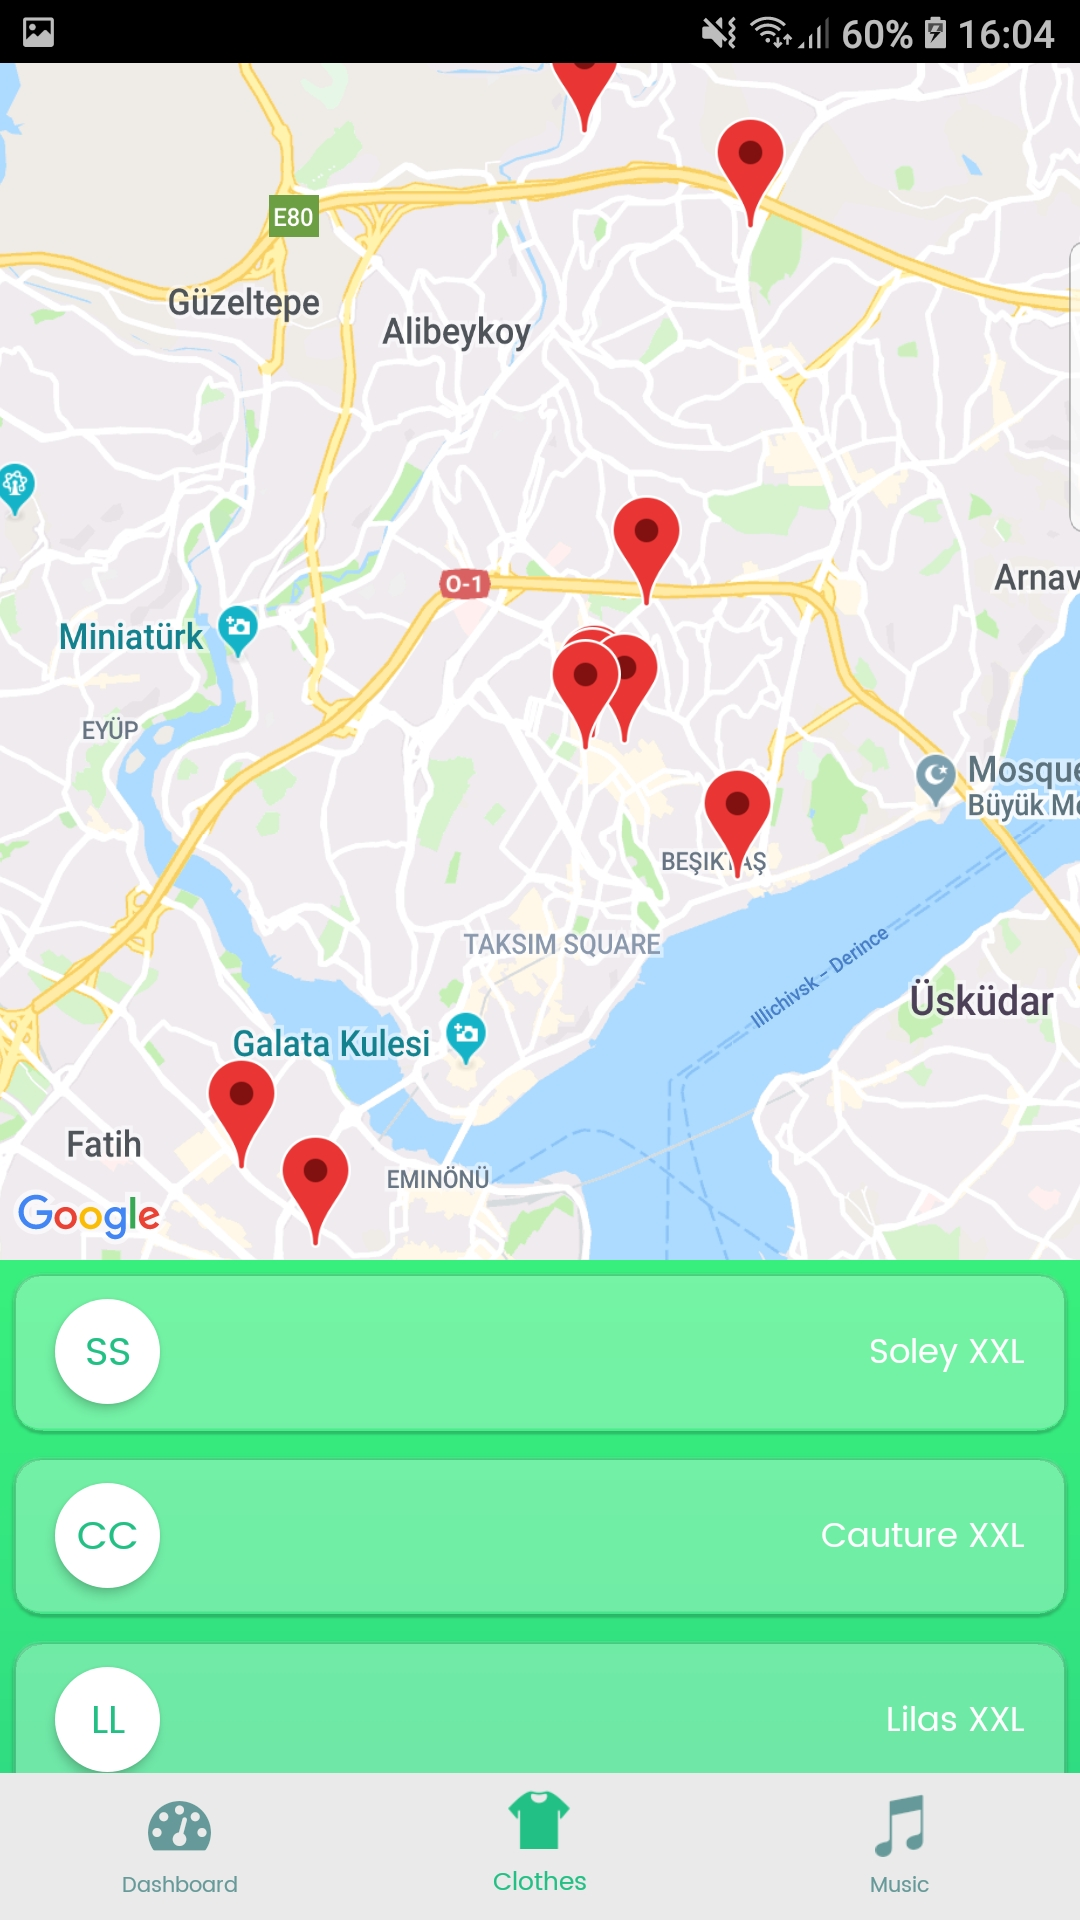 60% 16:04
E80
Güzeltepe
Alibeykoy
O-1
Arnav
Miniatürk
EYÜP
Mosque
Büyük Me
BEŞIKTAŞ
TAKSIM SQUARE
Illichivsk - Derince
Üsküdar
Galata Kulesi
Fatih
EMINÖNÜ
Google
SS Soley XXL
CC Cauture XXL
LL Lilas XXL
Dashboard Clothes Music